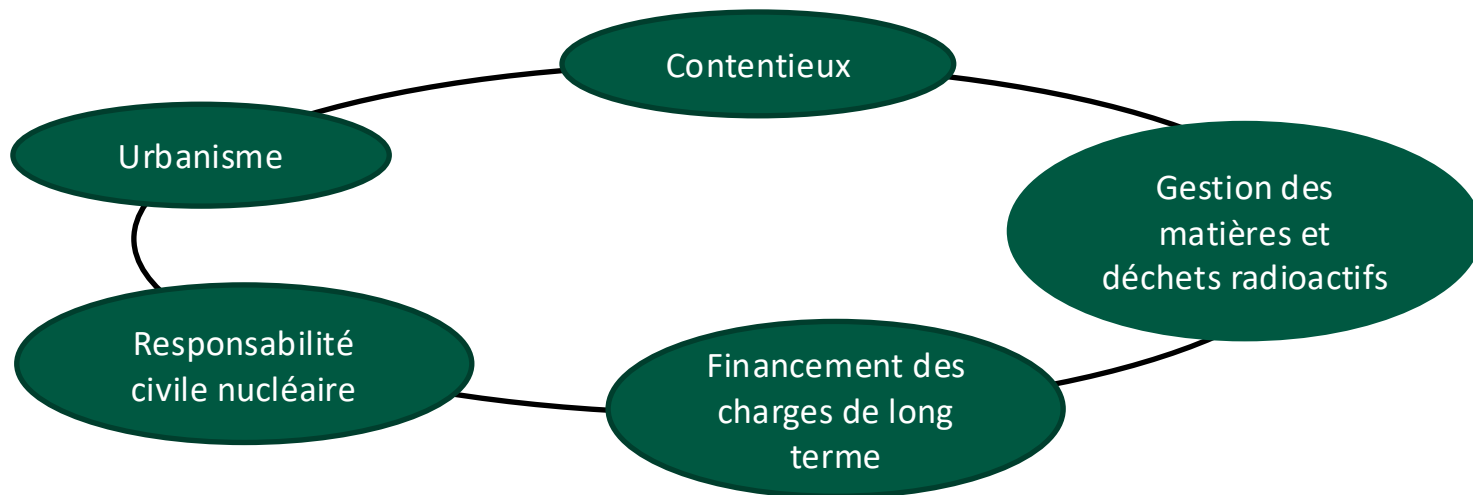 Contentieux
Urbanisme
Gestion des
matières et
déchets radioactifs
Responsabilité
civile nucléaire
Financement des
charges de long
terme